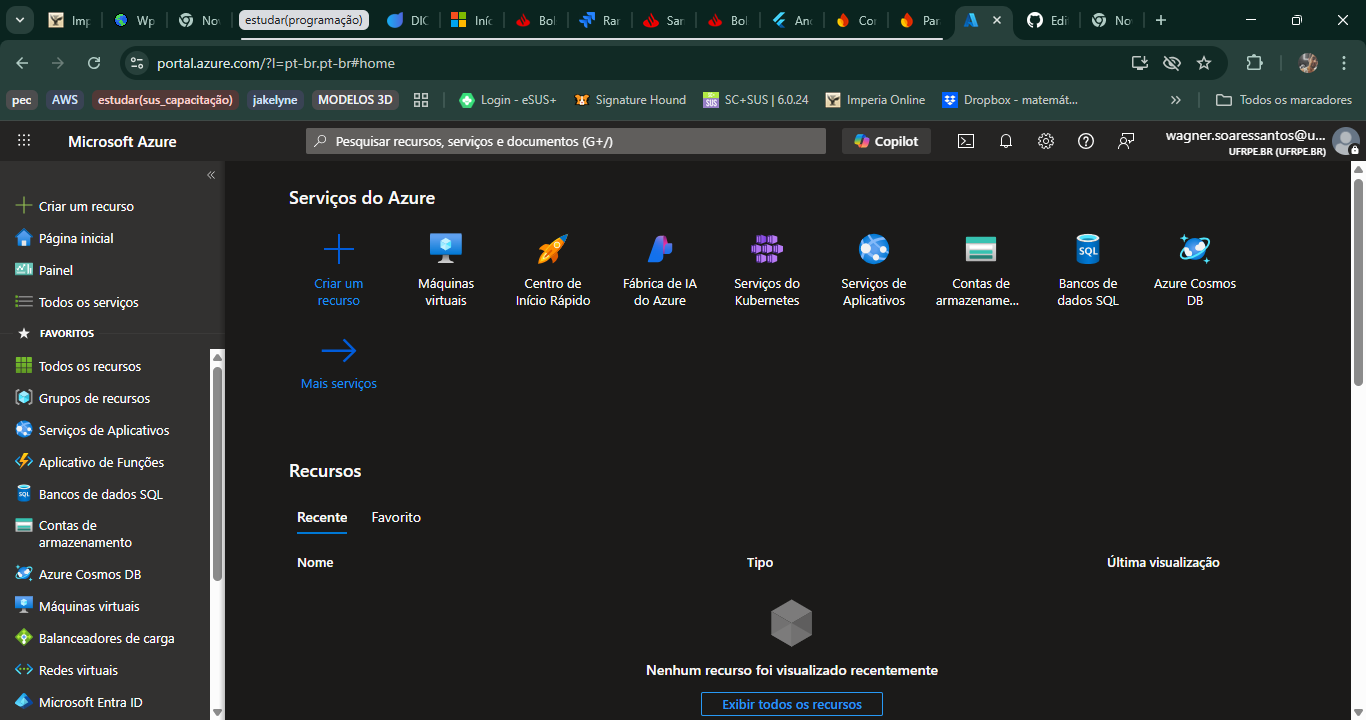 Imp
Wp
Nov
estudar(programação)
DIC
Iníc
Bol
Ran
San
Bol
And
Con
Par
Edi
No
portal.azure.com/?l=pt-br.pt-br#home
pec
AWS
estudar(sus_capacitação)
jakelyne
MODELOS 3D
Login - eSUS+
Signature Hound
SC+SUS | 6.0.24
Imperia Online
Dropbox - matemát...
Todos os marcadores
Microsoft Azure
Pesquisar recursos, serviços e documentos (G+/)
Copilot
wagner.soaressantos@u...
UFRPE.BR (UFRPE.BR)
Criar um recurso
Página inicial
Painel
Todos os serviços
FAVORITOS
Todos os recursos
Grupos de recursos
Serviços de Aplicativos
Aplicativo de Funções
Bancos de dados SQL
Contas de
armazenamento
Azure Cosmos DB
Máquinas virtuais
Balanceadores de carga
Redes virtuais
Microsoft Entra ID
Serviços do Azure
Criar um
recurso
Máquinas
virtuais
Centro de
Início Rápido
Fábrica de IA
do Azure
Serviços do
Kubernetes
Serviços de
Aplicativos
Contas de
armazename...
SQL
Bancos de
dados SQL
Azure Cosmos
DB
Mais serviços
Recursos
Recente
Favorito
Nome
Tipo
Última visualização
Nenhum recurso foi visualizado recentemente
Exibir todos os recursos